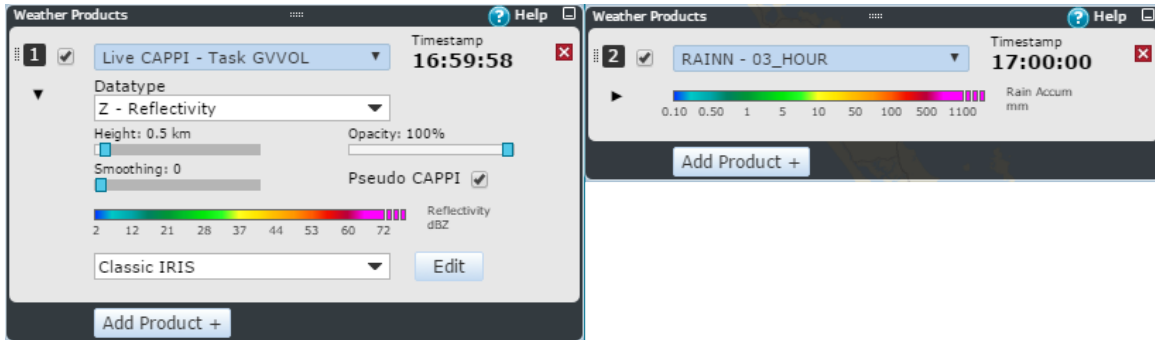 Weather Products
Help
1
Live CAPPI - Task GVVOL
Timestamp
16:59:58
Datatype
Z - Reflectivity
Height: 0.5 km
Opacity: 100%
Smoothing: 0
Pseudo CAPPI
Reflectivity
dBZ
2 12 21 28 37 44 53 60 72
Classic IRIS
Edit
Add Product +
Weather Products
Help
2
RAINN - 03_HOUR
Timestamp
17:00:00
Rain Accum
mm
0.10 0.50 1 5 10 50 100 500 1100
Add Product +